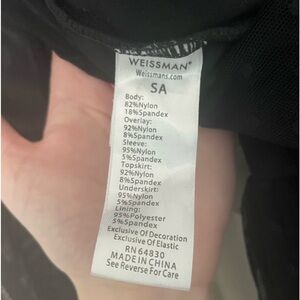 WEISSMAN®
Weissmans.com
SA
Body:
82%Nylon
18%Spandex
Overlay:
92%Nylon
8%Spandex
Sleeve:
95%Nylon
5%Spandex
Topskirt:
92%Nylon
8%Spandex
Underskirt:
95%Nylon
5%Spandex
Lining:
95%Polyester
5%Spandex
Exclusive Of Decoration
Exclusive Of Elastic
RN64830
MADE IN CHINA
See Reverse For Care